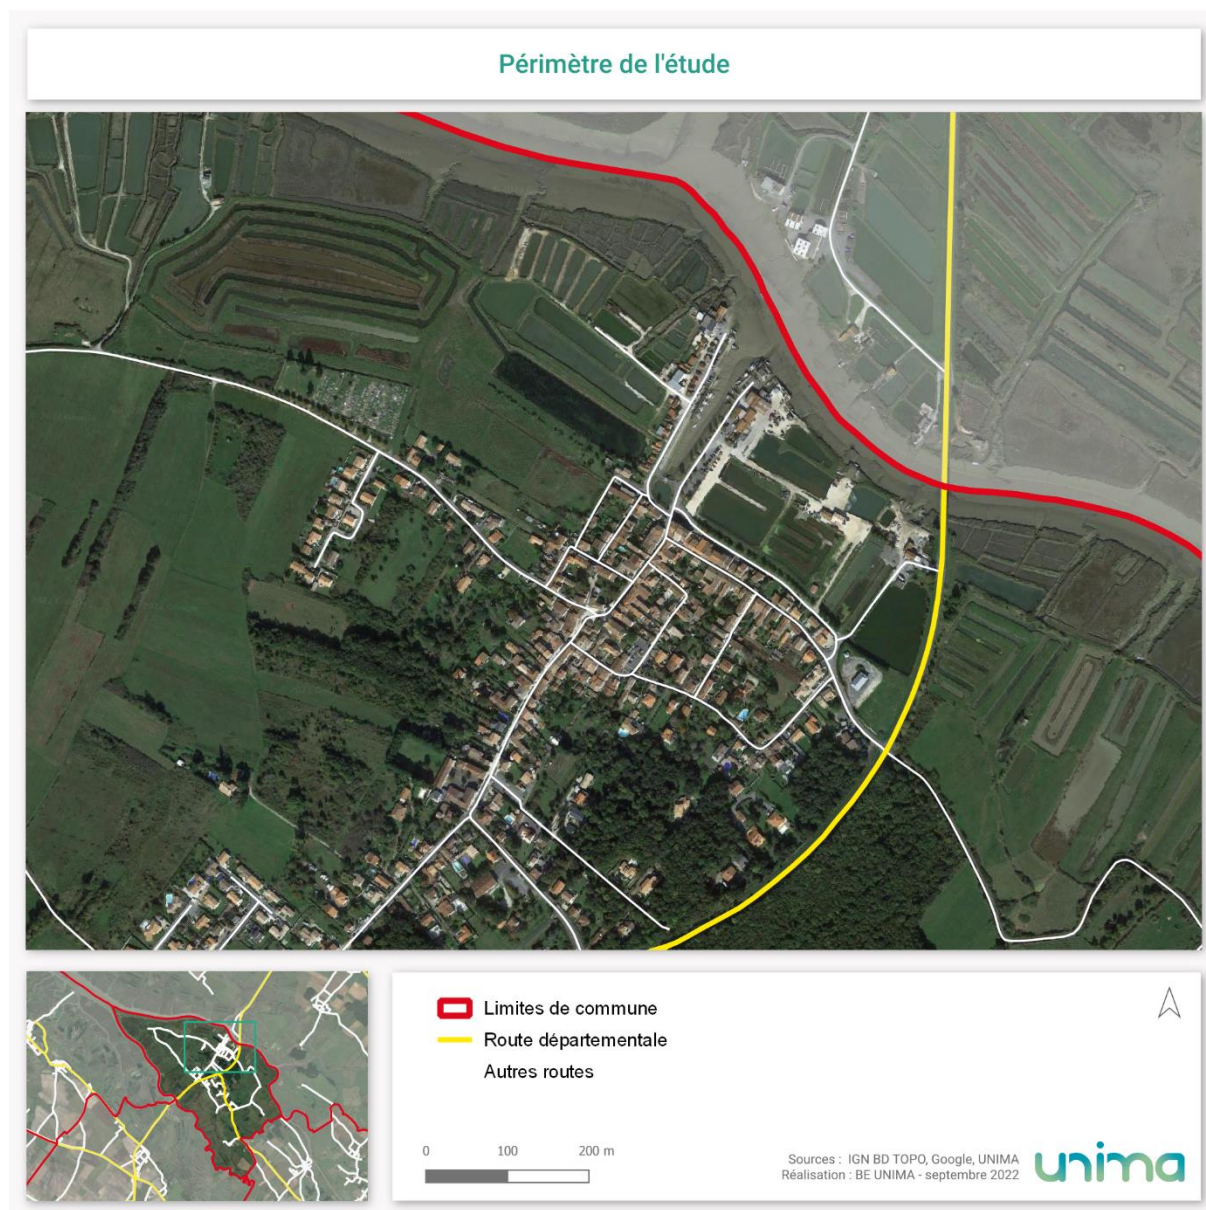 Périmètre de l'étude
Limites de commune
Route départementale
Autres routes
0 100 200 m
Sources : IGN BD TOPO, Google, UNIMA
Réalisation : BE UNIMA - septembre 2022
unima